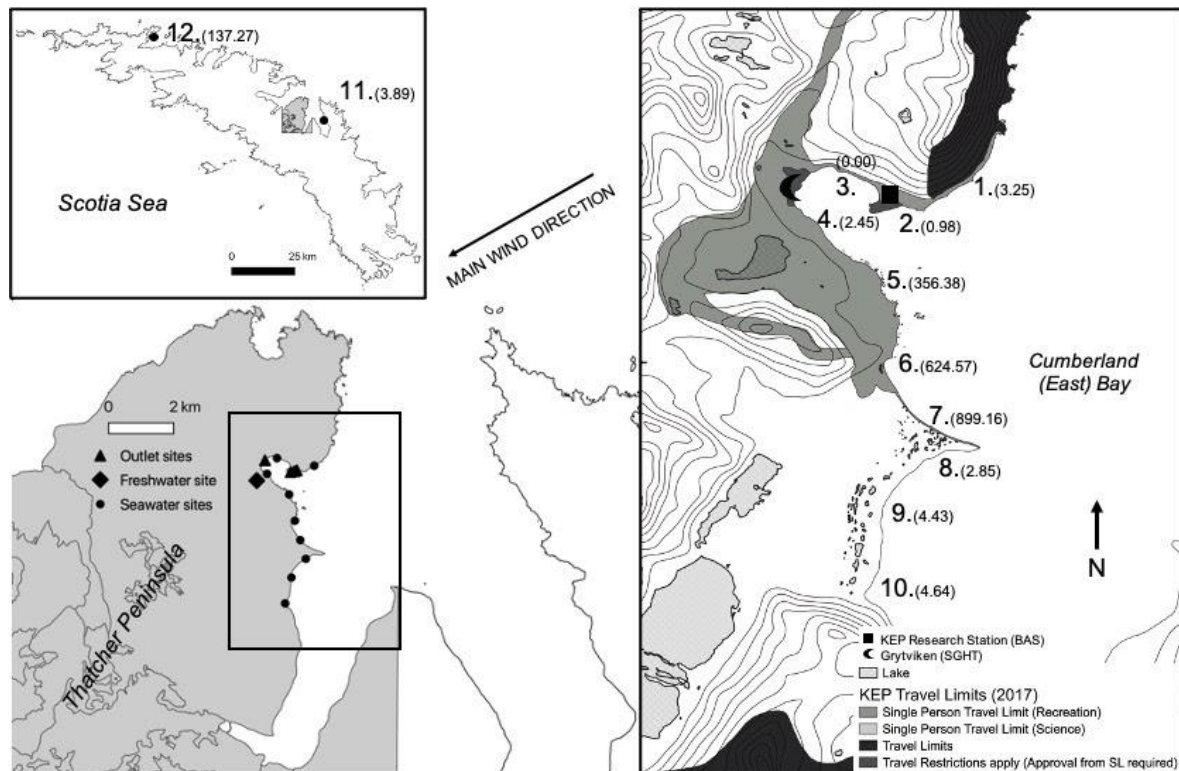 12.(137.27)
11.(3.89)
Scotia Sea
0 25 km
MAIN WIND DIRECTION
0 2 km
Outlet sites
Freshwater site
Seawater sites
Thatcher Peninsula
(0.00)
3.
1.(3.25)
4.(2.45)
2.(0.98)
5.(356.38)
6.(624.57)
Cumberland
(East) Bay
7.(899.16)
8.(2.85)
9.(4.43)
N
10.(4.64)
KEP Research Station (BAS)
Grytviken (SGHT)
Lake
KEP Travel Limits (2017)
Single Person Travel Limit (Recreation)
Single Person Travel Limit (Science)
Travel Limits
Travel Restrictions apply (Approval from SL required)